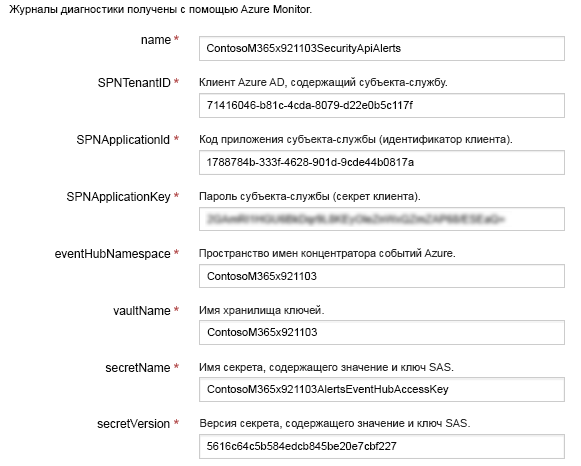 Журналы диагностики получены с помощью Azure Monitor.
name *
ContosoM365x921103SecurityApiAlerts
SPNTenantID *
Клиент Azure AD, содержащий субъекта-службу.
71416046-b81c-4cda-8079-d22e0b5c117f
SPNApplicationId *
Код приложения субъекта-службы (идентификатор клиента).
1788784b-333f-4628-901d-9cde44b0817a
SPNApplicationKey *
Пароль субъекта-службы (секрет клиента).
eventHubNamespace *
Пространство имен концентратора событий Azure.
ContosoM365x921103
vaultName *
Имя хранилища ключей.
ContosoM365x921103
secretName *
Имя секрета, содержащего значение и ключ SAS.
ContosoM365x921103AlertsEventHubAccessKey
secretVersion *
Версия секрета, содержащего значение и ключ SAS.
5616c64c5b584edcb845be20e7cbf227